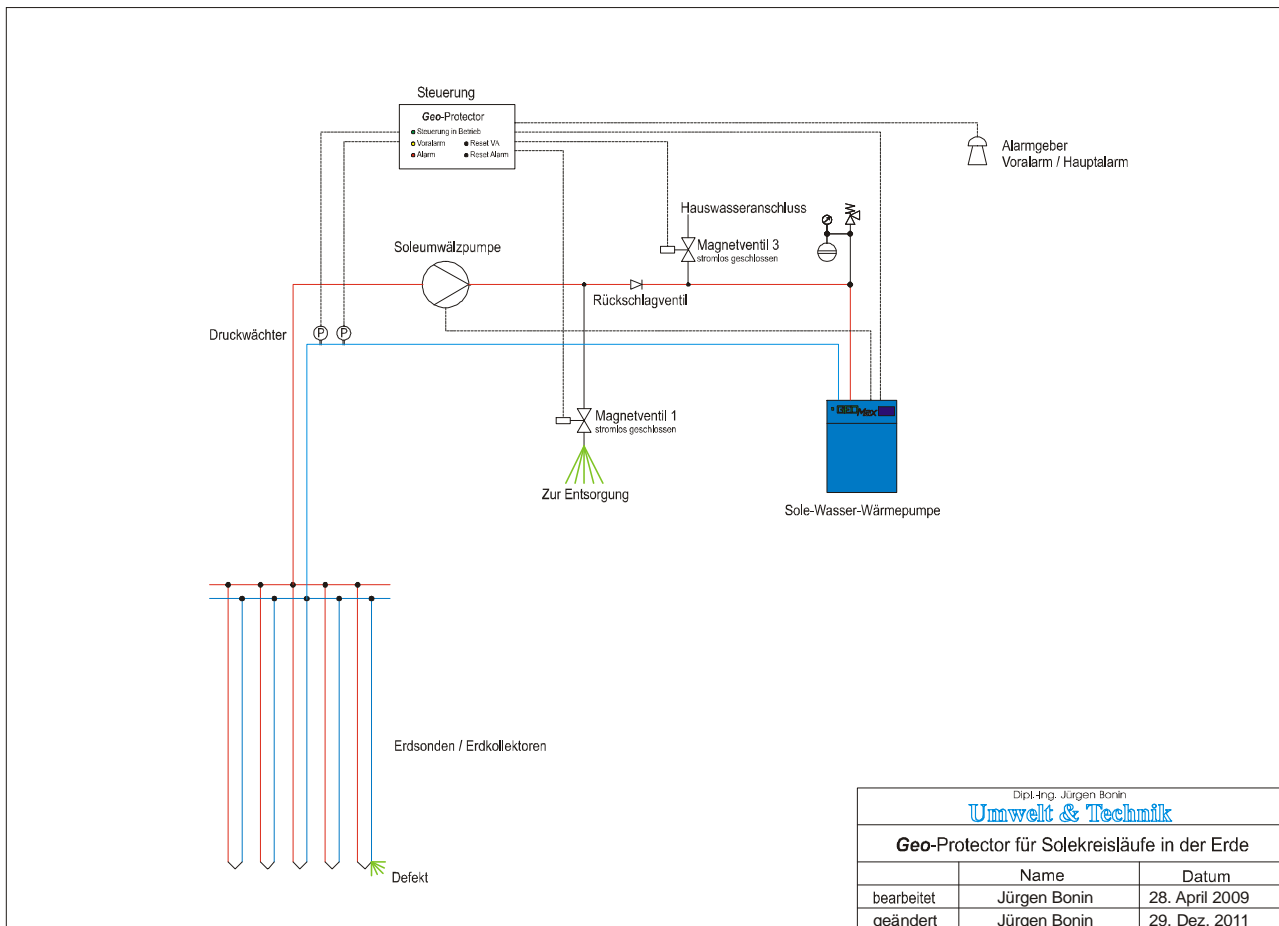 Steuerung
Geo-Protector
Steuerung in Betrieb
Voralarm
Reset VA
Alarm
Reset Alarm
Alarmgeber
Voralarm / Hauptalarm
Hauswasseranschluss
Magnetventil 3
stromlos geschlossen
Soleumwälzpumpe
Rückschlagventil
Druckwächter
P P
Magnetventil 1
stromlos geschlossen
Zur Entsorgung
Sole-Wasser-Wärmepumpe
Erdsonden / Erdkollektoren
Defekt
Dipl.-Ing. Jürgen Bonin
Umwelt & Technik
Geo-Protector für Solekreisläufe in der Erde
Name Datum
bearbeitet Jürgen Bonin 28. April 2009
geändert Jürgen Bonin 29. Dez. 2011